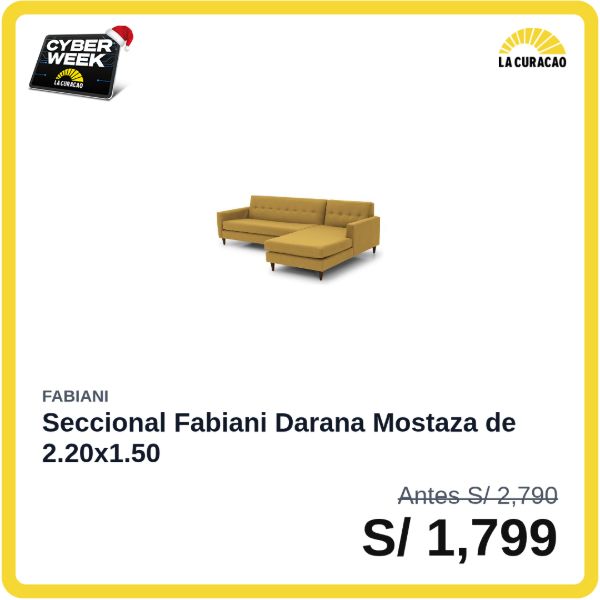 CYBER
WEEK
LA CURACAO
LA CURACAO
FABIANI
Seccional Fabiani Darana Mostaza de
2.20x1.50
Antes S/ 2,790
S/ 1,799